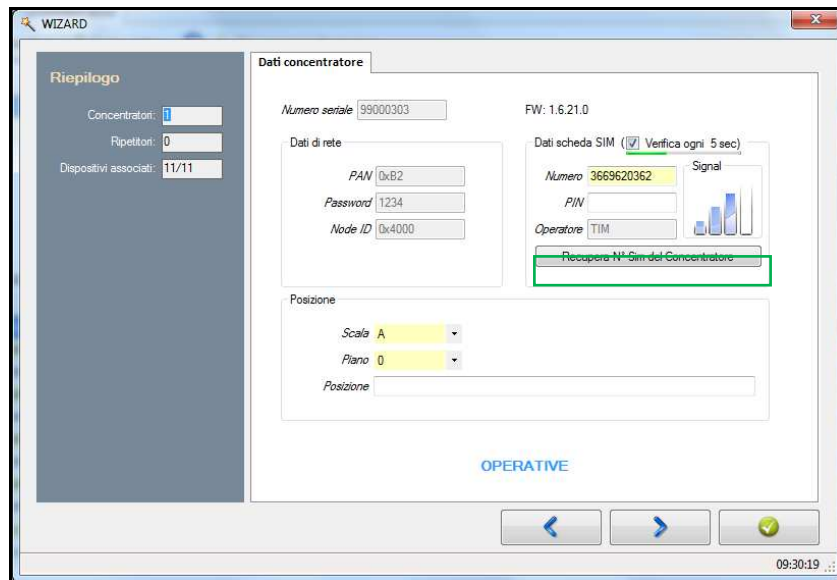 WIZARD
Riepilogo
Concentratori: 1
Ripetitori: 0
Dispositivi associati: 11/11
Dati concentratore
Numero seriale 99000303
FW: 1.6.21.0
Dati di rete
PAN 0xB2
Password 1234
Node ID 0x4000
Dati scheda SIM ( Verifica ogni 5 sec)
Numero 3669620362
PIN
Operatore TIM
Signal
Recupera N° Sim del Concentratore
Posizione
Scala A
Piano 0
Posizione
OPERATIVE
09:30:19